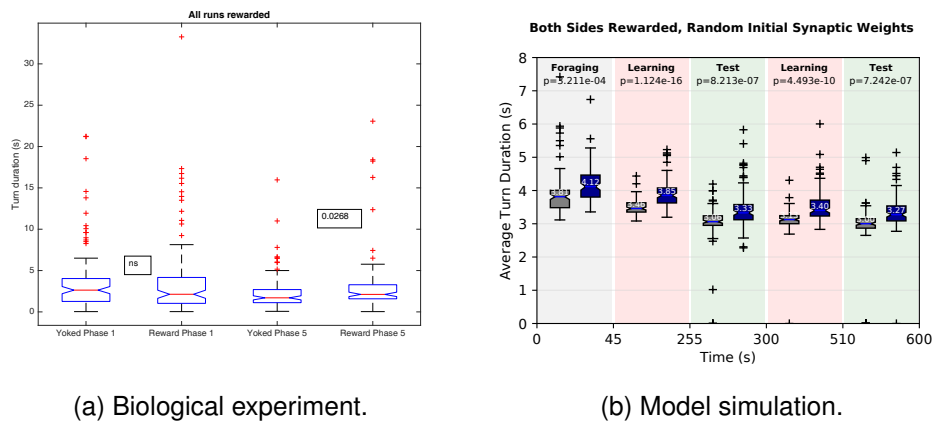 All runs rewarded
Turn duration (s)
35
30
25
20
15
10
5
0
ns
0.0268
Yoked Phase 1 Reward Phase 1 Yoked Phase 5 Reward Phase 5
(a) Biological experiment.
Both Sides Rewarded, Random Initial Synaptic Weights
Average Turn Duration (s)
8
7
6
5
4
3
2
1
0
Foraging Learning Test Learning Test
p=3.211e-04 p=1.124e-16 p=8.213e-07 p=4.493e-10 p=7.242e-07
4.12 3.85 3.33 3.40 3.27
0 45 255 300 510 600
Time (s)
(b) Model simulation.